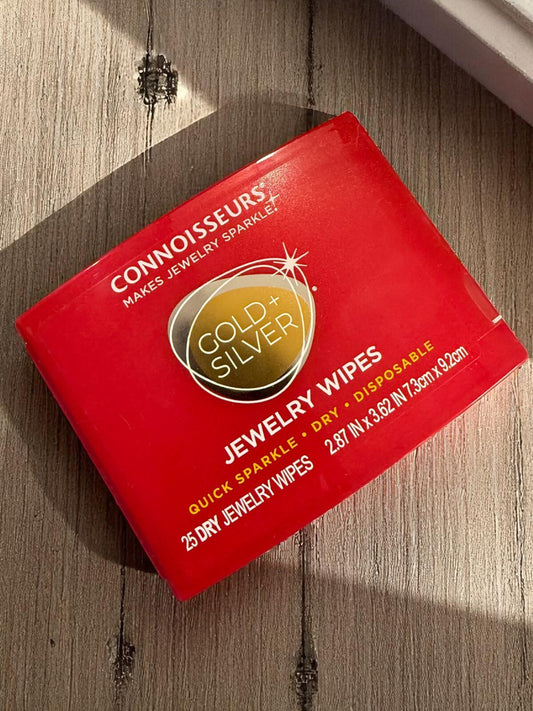 CONNOISSEURS®
MAKES JEWELRY SPARKLE!
GOLD+
SILVER
JEWELRY WIPES
QUICK SPARKLE • DRY • DISPOSABLE
25 DRY JEWELRY WIPES 2.87 IN x 3.62 IN 7.3cm x 9.2cm